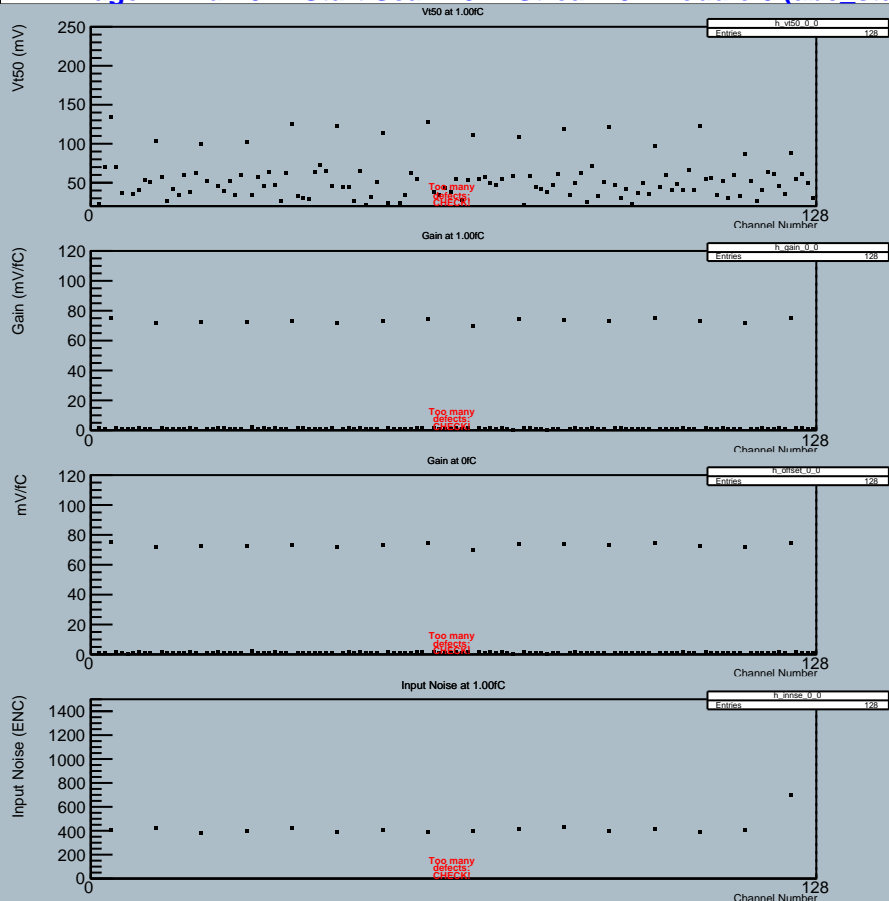 Vt50 at 1.00fC
h_vt50_0_0
Entries 128
Vt50 (mV)
250
200
150
100
50
0
128
Too many
defects:
CHECK!
Channel Number
Gain at 1.00fC
h_gain_0_0
Entries 128
Gain (mV/fC)
120
100
80
60
40
20
0
0
128
Too many
defects:
CHECK!
Channel Number
Gain at 0fC
h_offset_0_0
Entries 128
mV/fC
120
100
80
60
40
20
0
0
128
Too many
defects:
CHECK!
Channel Number
Input Noise at 1.00fC
h_innse_0_0
Entries 128
Input Noise (ENC)
1400
1200
1000
800
600
400
200
0
0
128
Too many
defects:
CHECK!
Channel Number